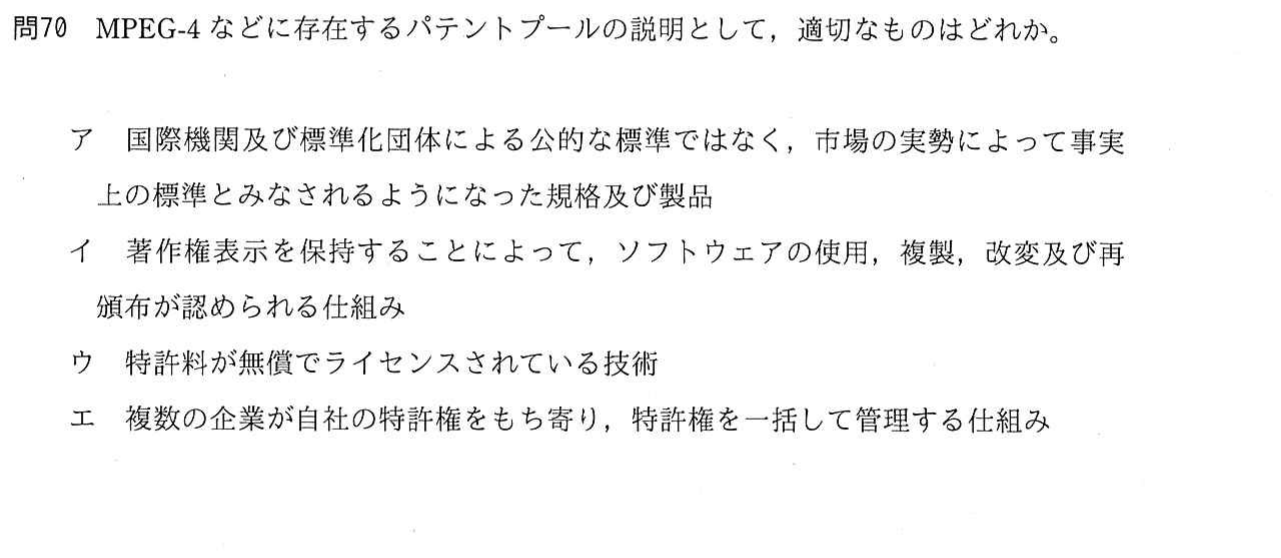 問70 MPEG-4 などに存在するパテントプールの説明として，適切なものはどれか。
ア 国際機関及び標準化団体による公的な標準ではなく，市場の実勢によって事実
上の標準とみなされるようになった規格及び製品
イ 著作権表示を保持することによって，ソフトウェアの使用，複製，改変及び再
頒布が認められる仕組み
ウ 特許料が無償でライセンスされている技術
エ 複数の企業が自社の特許権をもち寄り，特許権を一括して管理する仕組み